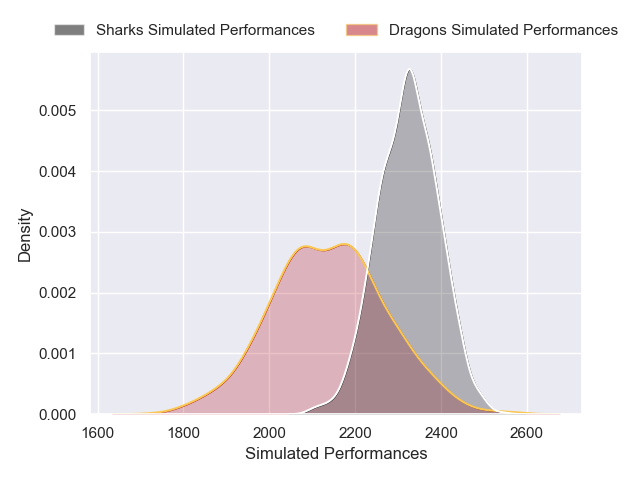 Sharks Simulated Performances Dragons Simulated Performances
0.005
0.004
0.003
0.002
0.001
0.000
Density
1600 1800 2000 2200 2400 2600
Simulated Performances